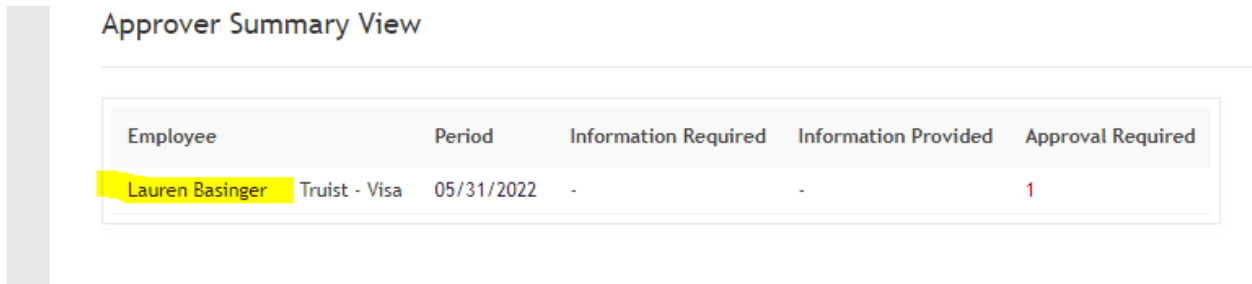 Approver Summary View
Employee Period Information Required Information Provided Approval Required
Lauren Basinger Truist - Visa 05/31/2022 - - 1